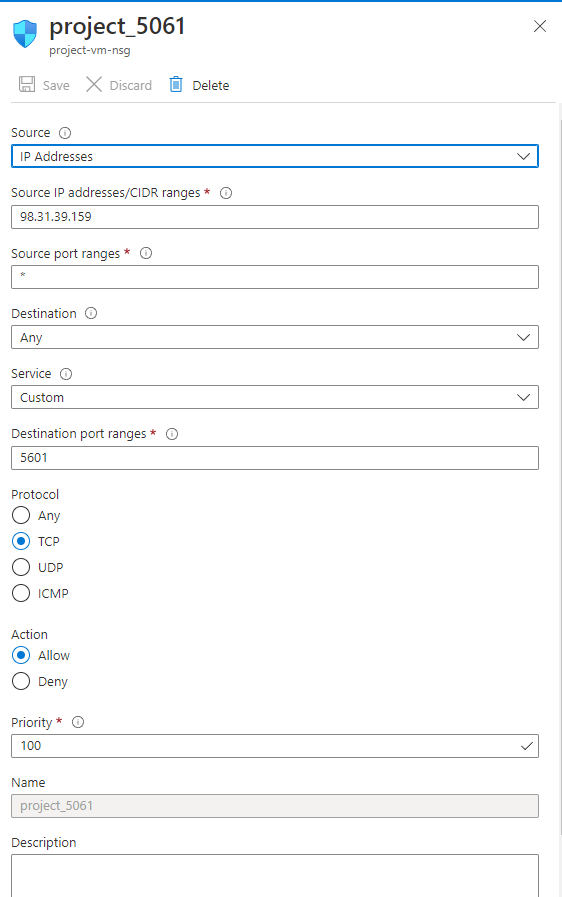 project_5061
project-vm-nsg
Save Discard Delete
Source
IP Addresses
Source IP addresses/CIDR ranges *
98.31.39.159
Source port ranges *
*
Destination
Any
Service
Custom
Destination port ranges *
5601
Protocol
Any
TCP
UDP
ICMP
Action
Allow
Deny
Priority *
100
Name
project_5061
Description